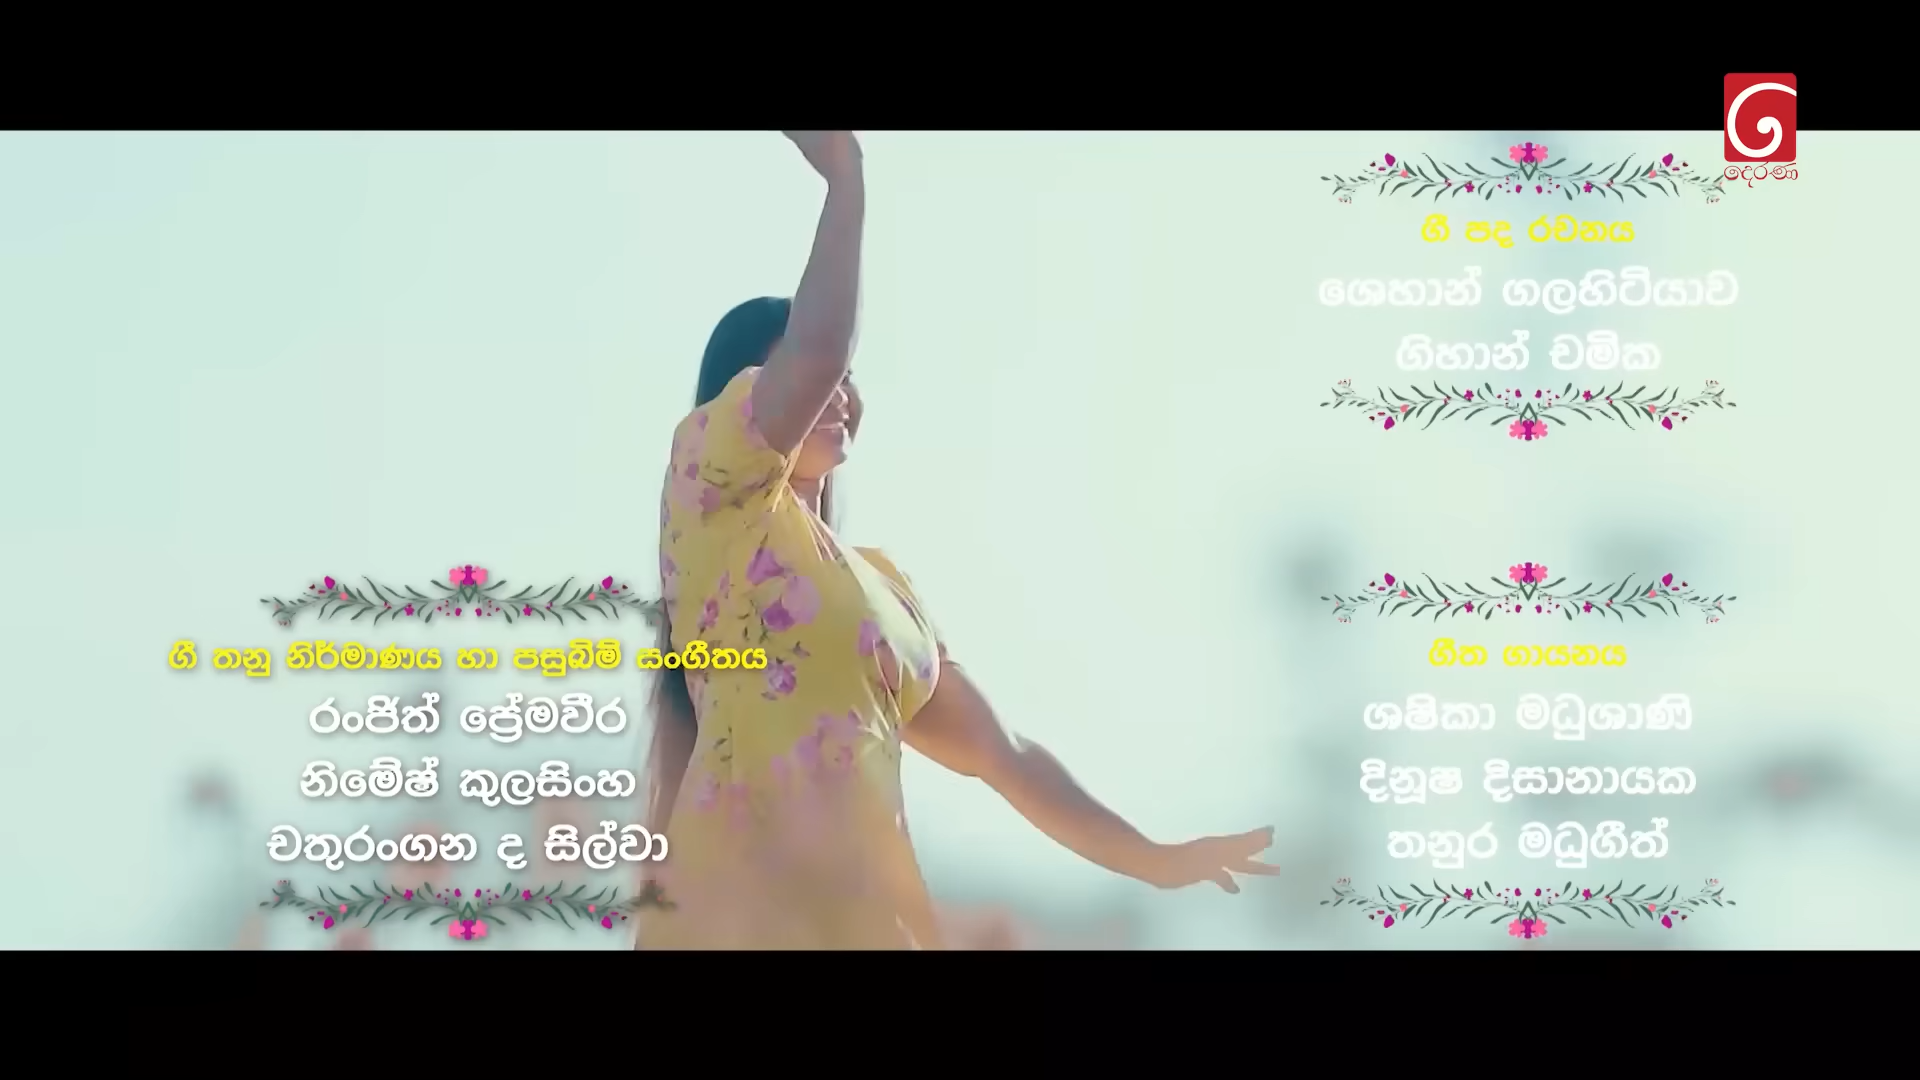 දෙරණ
ගී පද රචනය
ශෙහාන් ගලහිටියාව
ගිහාන් චමික
ගී තනු නිර්මාණය හා පසුබිම් සංගීතය
රංජිත් ප්‍රේමවීර
නිමේෂ් කුලසිංහ
චතුරංගන ද සිල්වා
ගීත ගායනය
ශෂිකා මධුශාණි
දිනූෂ දිසානායක
තනුර මධුගීත්